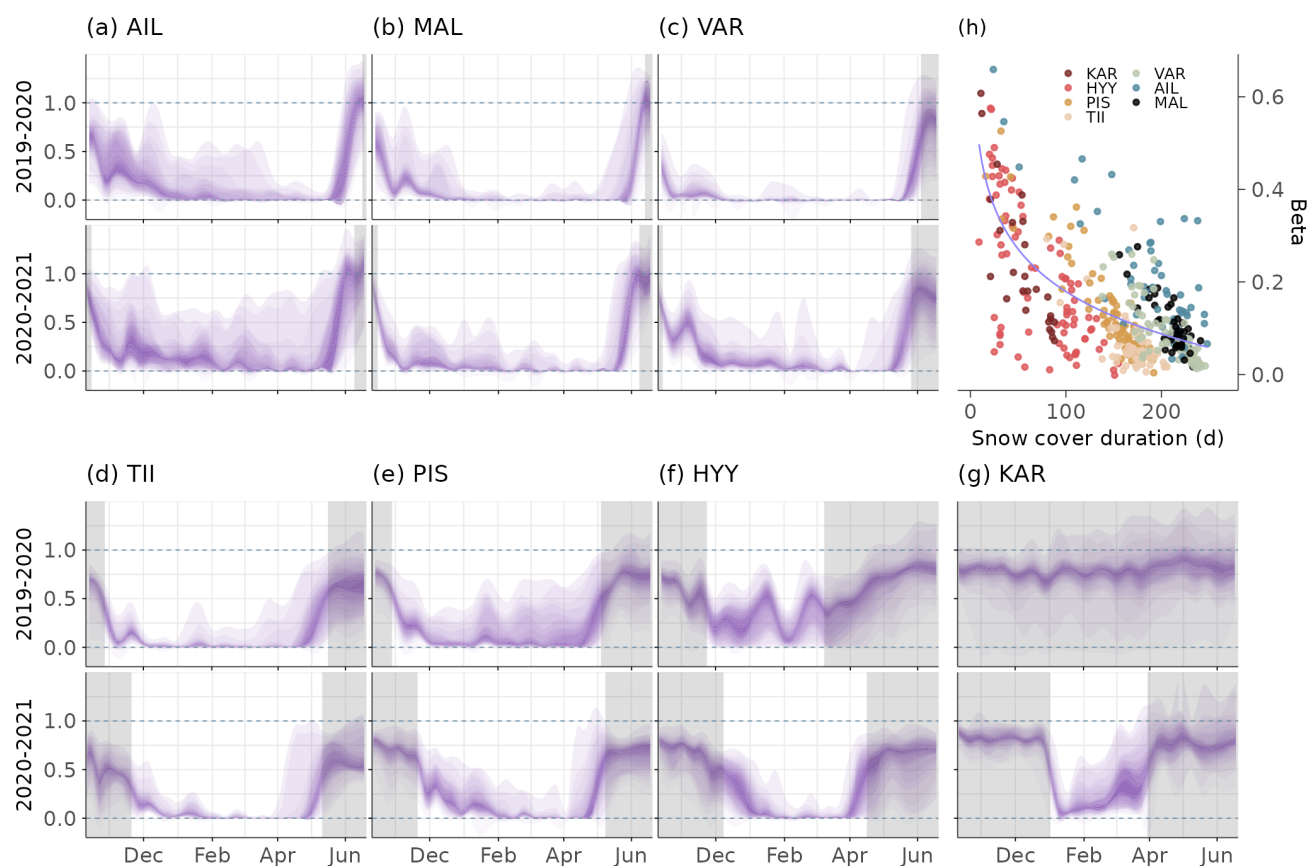 (a) AIL
(b) MAL
(c) VAR
(h)
2019-2020
1.0
0.5
0.0
2020-2021
1.0
0.5
0.0
KAR
HYY
PIS
TII
VAR
AIL
MAL
0.6
0.4
0.2
0.0
Beta
0
100
200
Snow cover duration (d)
(d) TII
(e) PIS
(f) HYY
(g) KAR
2019-2020
1.0
0.5
0.0
2020-2021
1.0
0.5
0.0
Dec Feb Apr Jun
Dec Feb Apr Jun
Dec Feb Apr Jun
Dec Feb Apr Jun